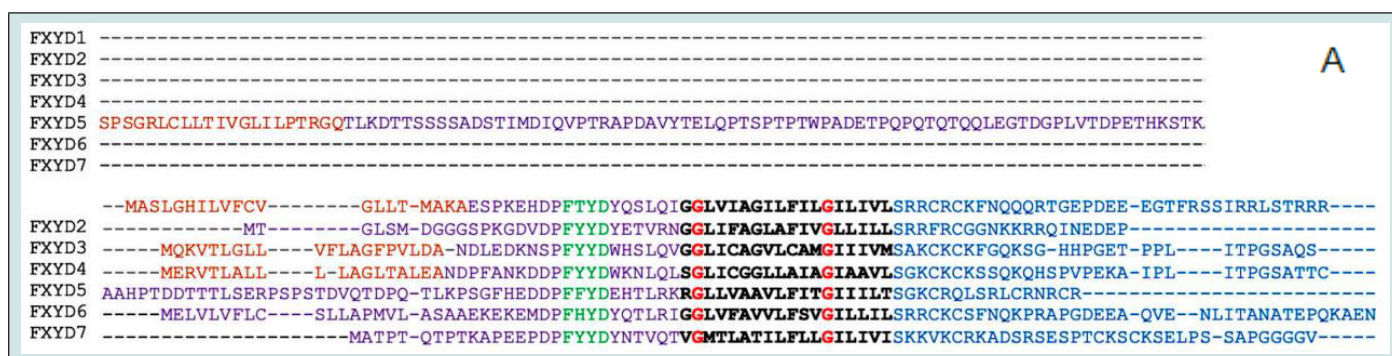 FXYD1 -----------------------------------------------------------------------------------------------
A
FXYD2 -----------------------------------------------------------------------------------------------
FXYD3 -----------------------------------------------------------------------------------------------
FXYD4 -----------------------------------------------------------------------------------------------
FXYD5 SPSGRLCLLTIVGLILPTRGQTLKDTTSSSSADSTIMDIQVPTRAPDAVYTELQPTSPTPTWPADETPQPQTQTQQLEGTDGPLVTDPETHKSTK
FXYD6 -----------------------------------------------------------------------------------------------
FXYD7 -----------------------------------------------------------------------------------------------
--MASLGHILVFCV--------GLLT-MAKAESPKEHDPFTYDYQSLQIGGLVIAGILFILGILIVLSRRCRCKFNQQQRTGEPDEE-EGTFRSSIRRLSTRRR----
FXYD2 ------------MT--------GLSM-DGGGSPKGDVDPFYYDYETVRNGGLIFAGLAFIVGLLILLSRRFRCGGNKKRRQINEDEP---------------------
FXYD3 -----MQKVTLGLL---VFLAGFPVLDA-NDLEDKNSPFYYDWHSLQVGGLICAGVLCAMGIIIVMSAKCKCKFGQKSG-HHPGET-PPL---ITPGSAQS-----
FXYD4 -----MERVTLALL---L-LAGLTALEANDPFANKDDPFYYDWKNLQLSGLICGGLLAIAGIAAVLSGKCKCKSSQKQHSPVPEKA-IPL---ITPGSATTC----
FXYD5 AAHPTDDTTTLSERPSPSTDVQTDPQ-TLKPSGFHEDDPFFYDEHTLRKRGLLVAAVLFITGIIILTSGKCRQLSRLCRNRCR-------------------------
FXYD6 -----MELVLVFLC---SLLAPMVL-ASAAEKEKEMDPFHYDYQTLRIGGLVFAVVLFSVGILLILSRRCKCSFNQKPRAPGDEEA-QVE--NLITANATEPQKAEN
FXYD7 ---------------------MATPT-QTPTKAPEEPDPFYYDYNTVQTVGMTLATILFLLGILIVISKKVKCRKADSRSESPTCKSCKSELPS-SAPGGGGV-----